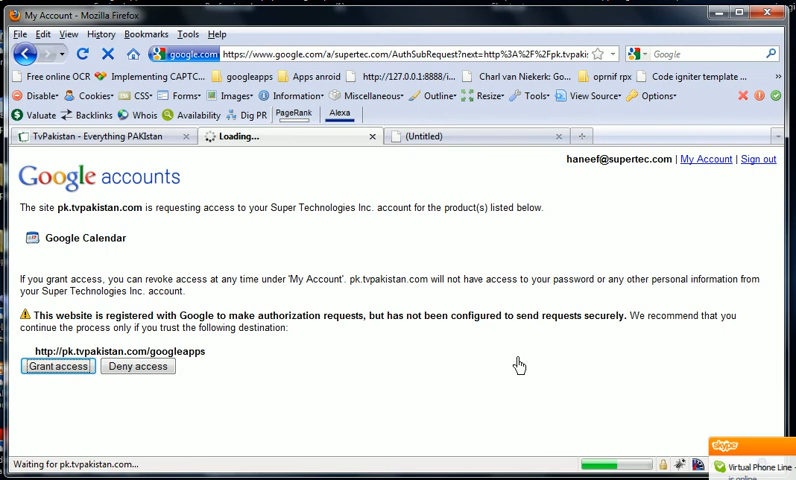 My Account - Mozilla Firefox
File Edit View History Bookmarks Tools Help
google.com https://www.google.com/a/supertec.com/AuthSubRequest?next=http%3A%2F%2Fpk.tvpakis Google
Free online OCR Implementing CAPTC... googleapps Apps anroid http://127.0.0.1:8888/i... Charl van Niekerk: Go... oprnif rpx Code igniter template ...
Disable Cookies CSS Forms Images Information Miscellaneous Outline Resize Tools View Source Options
Valuate Backlinks Whois Availability Dig PR PageRank Alexa
TvPakistan - Everything PAKIstan Loading... (Untitled)
haneef@supertec.com | My Account | Sign out
Google accounts
The site pk.tvpakistan.com is requesting access to your Super Technologies Inc. account for the product(s) listed below.
Google Calendar
If you grant access, you can revoke access at any time under 'My Account'. pk.tvpakistan.com will not have access to your password or any other personal information from
your Super Technologies Inc. account.
This website is registered with Google to make authorization requests, but has not been configured to send requests securely. We recommend that you
continue the process only if you trust the following destination:
http://pk.tvpakistan.com/googleapps
Grant access Deny access
skype
Virtual Phone Line -
is online
Waiting for pk.tvpakistan.com...